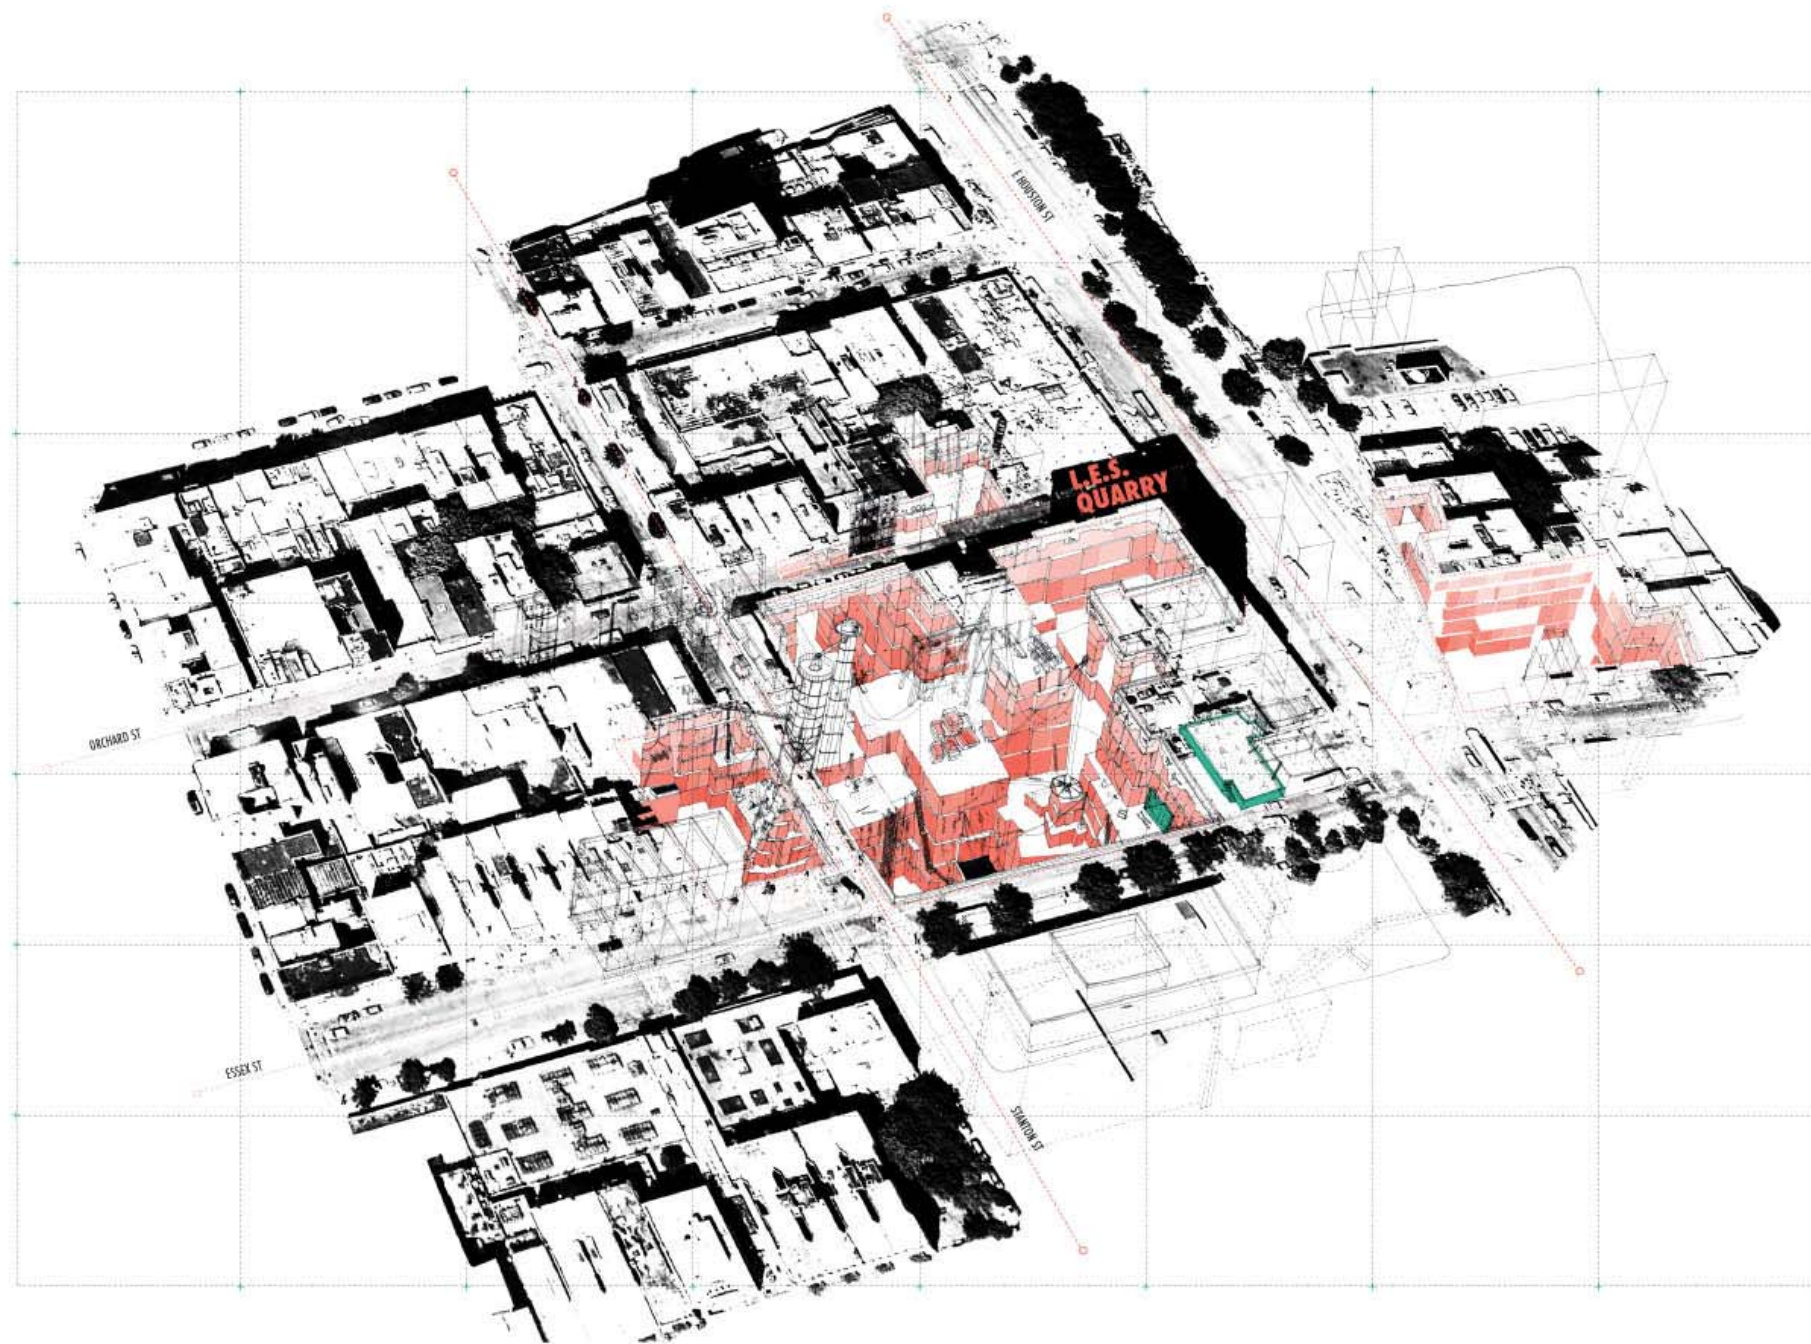 E HOUSTON ST
L.E.S.
QUARRY
ORCHARD ST
ESSEX ST
STANTON ST